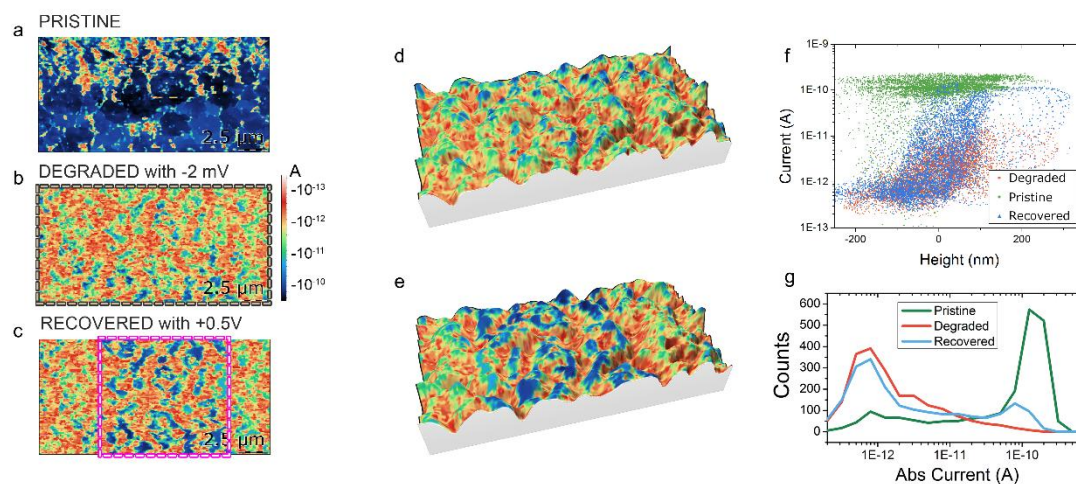 PRISTINE
a
2.5 µm
DEGRADED with -2 mV
b
A
-10-13
-10-12
-10-11
-10-10
2.5 µm
RECOVERED with +0.5V
c
2.5 µm
d
e
f
1E-9
1E-10
1E-11
1E-12
1E-13
Current (A)
Degraded
Pristine
Recovered
-200 0 200
Height (nm)
g
600
500
400
300
200
100
0
Counts
Pristine
Degraded
Recovered
1E-12 1E-11 1E-10
Abs Current (A)